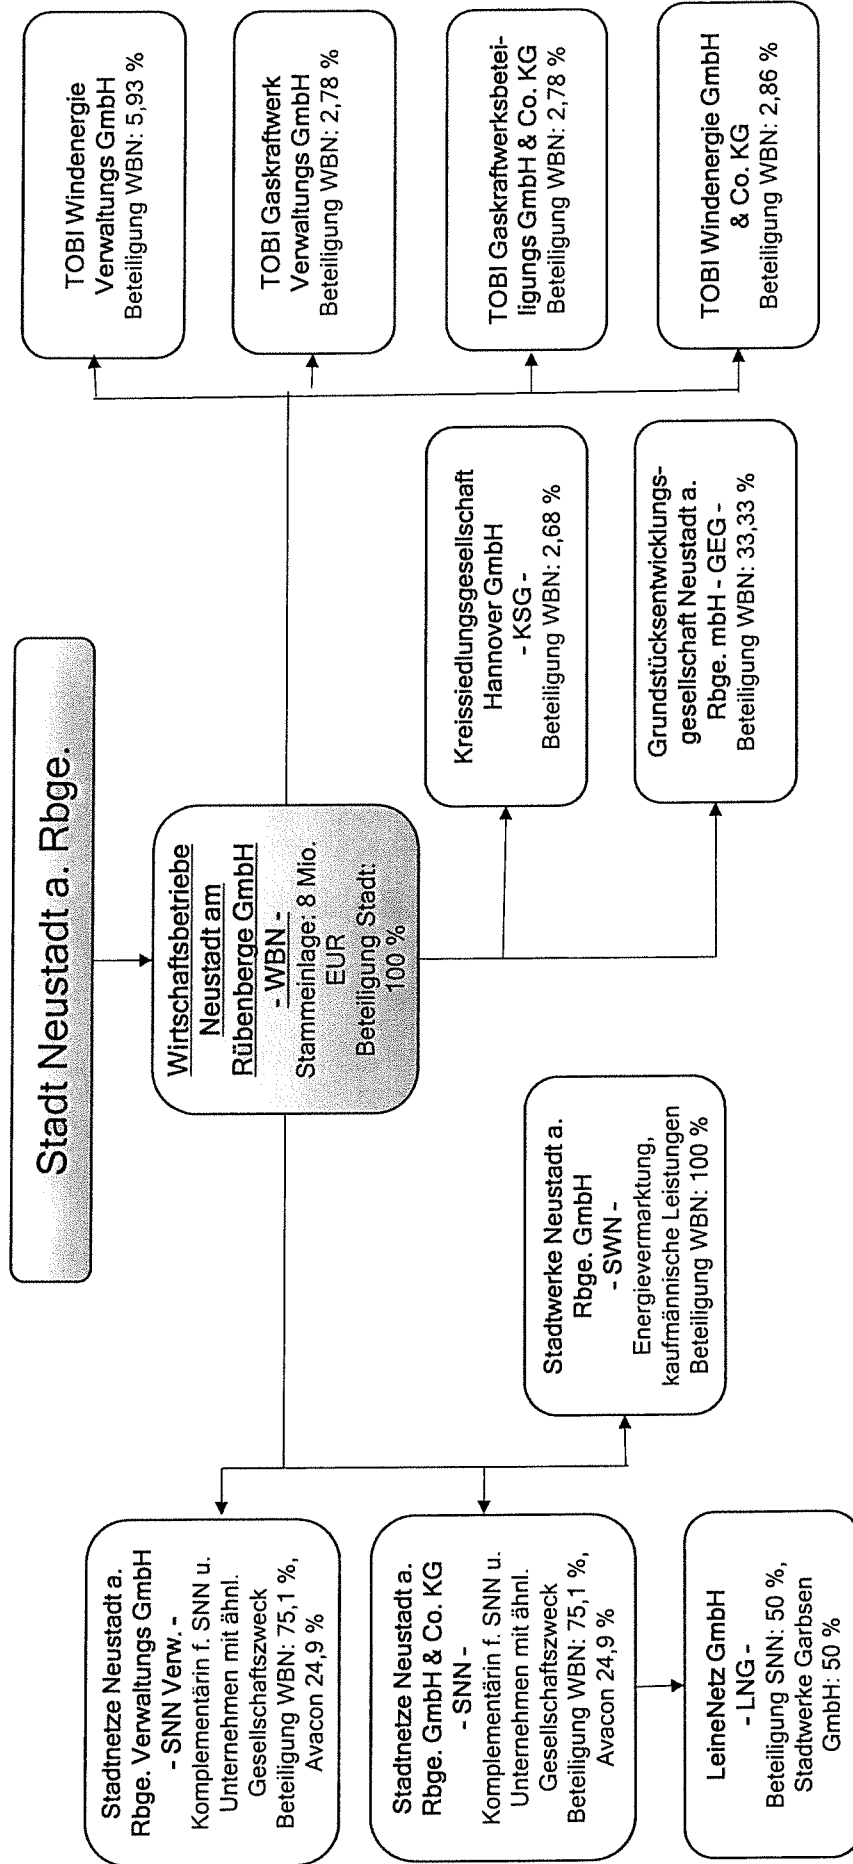 Stadt Neustadt a. Rbge.
Wirtschaftsbetriebe
Neustadt am
Rübenberge GmbH
- WBN -
Stammeinlage: 8 Mio.
EUR
Beteiligung Stadt:
100 %
Stadtnetze Neustadt a.
Rbge. Verwaltungs GmbH
- SNN Verw. -
Komplementärin f. SNN u.
Unternehmen mit ähnl.
Gesellschaftszweck
Beteiligung WBN: 75,1 %,
Avacon 24,9 %
Stadtnetze Neustadt a.
Rbge. GmbH & Co. KG
- SNN -
Komplementärin f. SNN u.
Unternehmen mit ähnl.
Gesellschaftszweck
Beteiligung WBN: 75,1 %,
Avacon 24,9 %
LeineNetz GmbH
- LNG -
Beteiligung SNN: 50 %,
Stadtwerke Garbsen
GmbH: 50 %
Stadtwerke Neustadt a.
Rbge. GmbH
- SWN -
Energievermarktung,
kaufmännische Leistungen
Beteiligung WBN: 100 %
Kreissiedlungsgesellschaft
Hannover GmbH
- KSG -
Beteiligung WBN: 2,68 %
Grundstücksentwicklungs-
gesellschaft Neustadt a.
Rbge. mbH - GEG -
Beteiligung WBN: 33,33 %
TOBI Windenergie
Verwaltungs GmbH
Beteiligung WBN: 5,93 %
TOBI Gaskraftwerk
Verwaltungs GmbH
Beteiligung WBN: 2,78 %
TOBI Gaskraftwerksbetei-
ligungs GmbH & Co. KG
Beteiligung WBN: 2,78 %
TOBI Windenergie GmbH
& Co. KG
Beteiligung WBN: 2,86 %